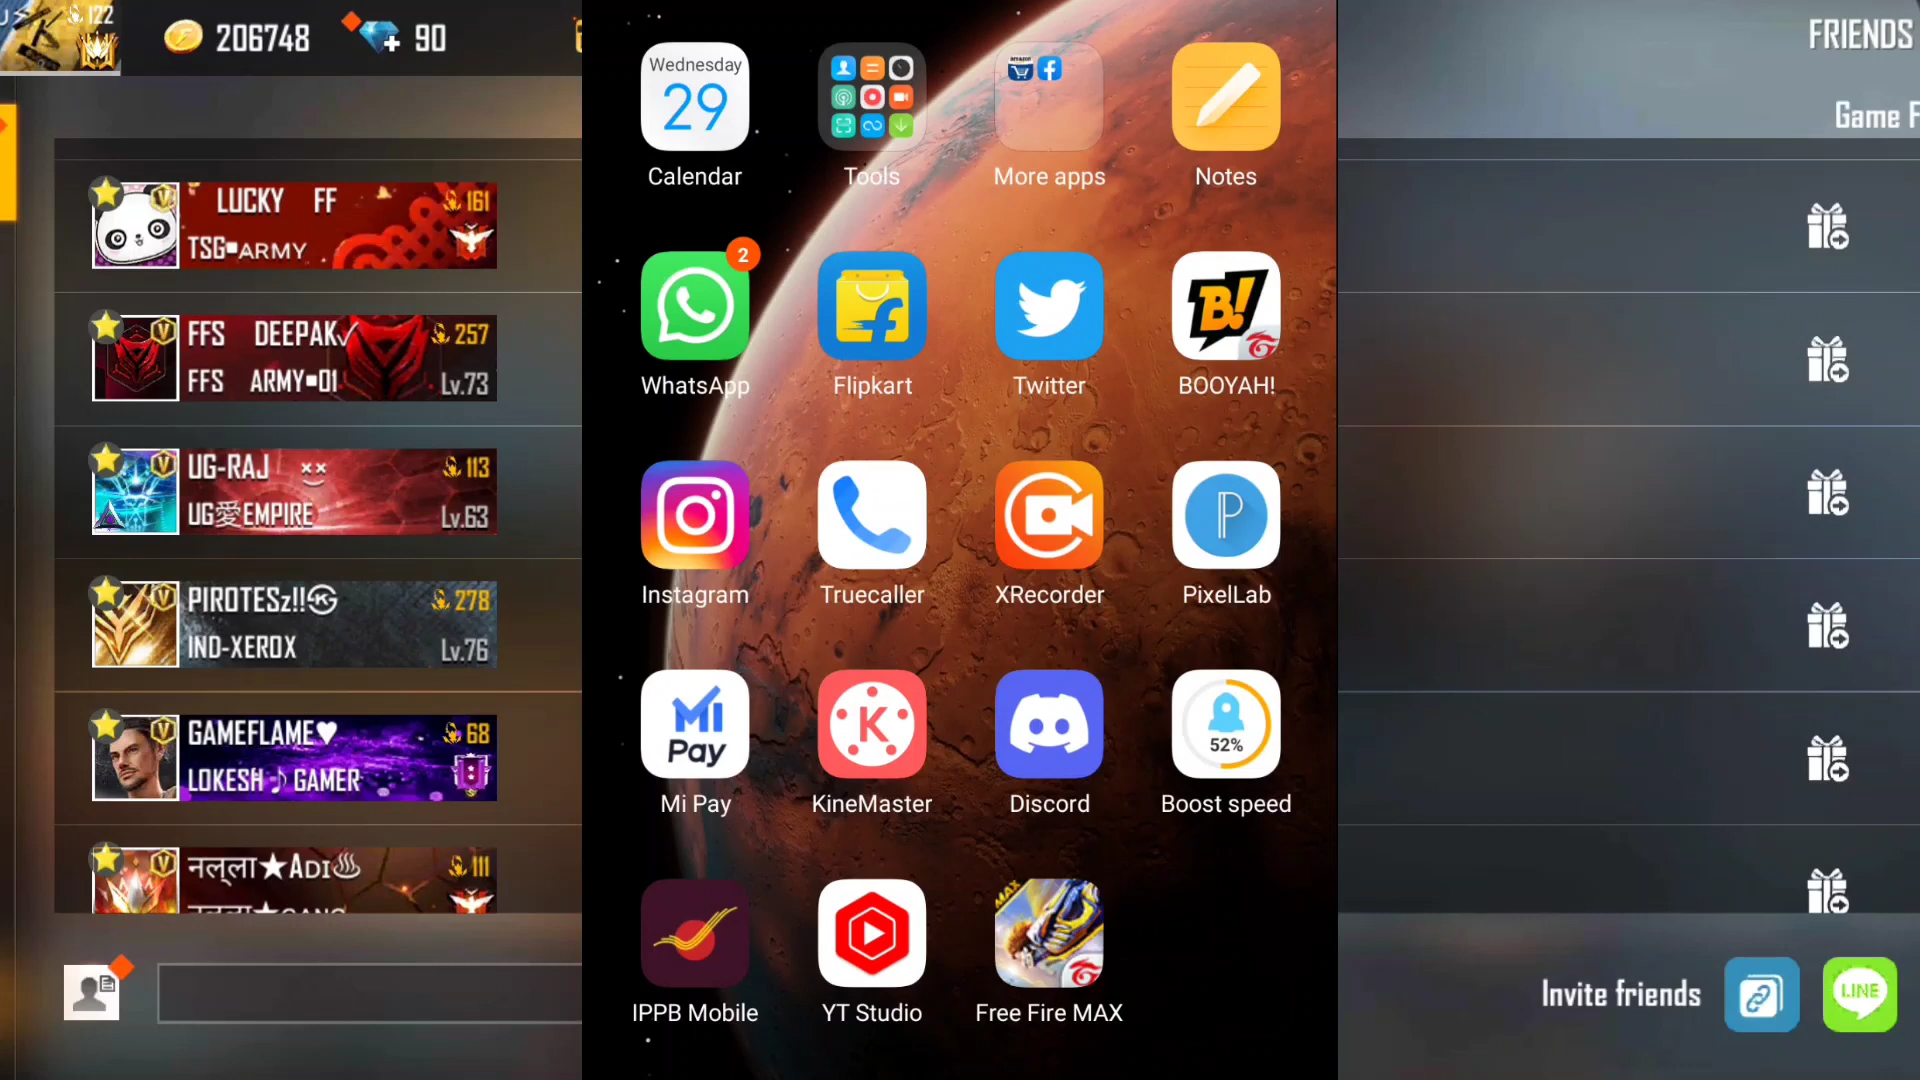 122
206748
90
LUCKY FF
161
TSG■ARMY
FFS DEEPAK✓
257
FFS ARMY■01
Lv.73
UG-RAJ
113
UG愛EMPIRE
Lv.63
PIROTESz!!
278
IND-XEROX
Lv.76
GAMEFLAME♥
68
LOKESH♪GAMER
नल्ला★ADI♨
111
Wednesday
29
Calendar
Tools
More apps
Notes
2
WhatsApp
Flipkart
Twitter
B!
BOOYAH!
Instagram
Truecaller
XRecorder
PixelLab
Pay
Mi Pay
K
KineMaster
Discord
52%
Boost speed
IPPB Mobile
YT Studio
MAX
Free Fire MAX
FRIENDS
Game F
Invite friends
LINE